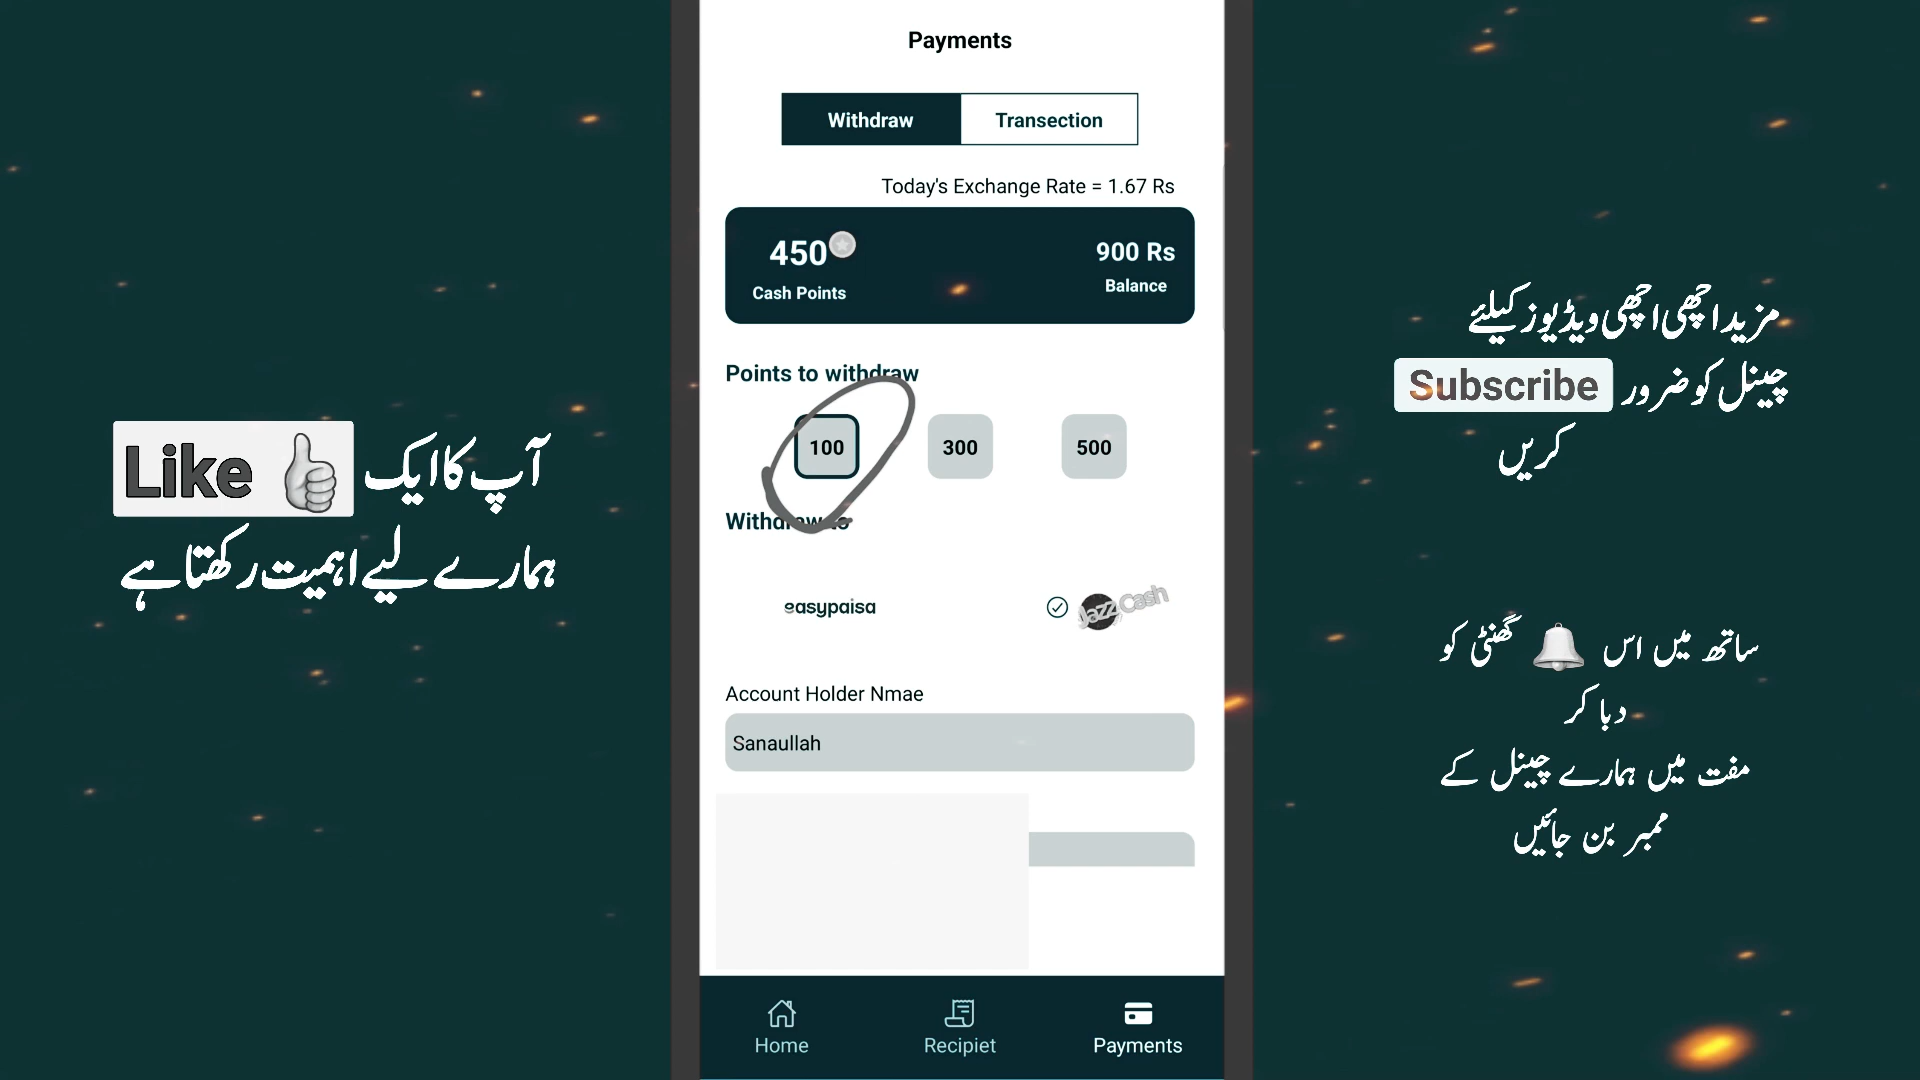 Payments
Withdraw
Transection
Today's Exchange Rate = 1.67 Rs
450
900 Rs
Cash Points
Balance
Points to withdraw
100
300
500
Withdraw to
easypaisa
JazzCash
Account Holder Nmae
Sanaullah
Home
Recipiet
Payments
آپ کا ایک Like
ہمارے لیے اہمیت رکھتا ہے
مزید اچھی اچھی ویڈیوز کیلئے
چینل کو ضرور Subscribe
کریں
ساتھ میں اس گھنٹی کو
دبا کر
مفت میں ہمارے چینل کے
ممبر بن جائیں